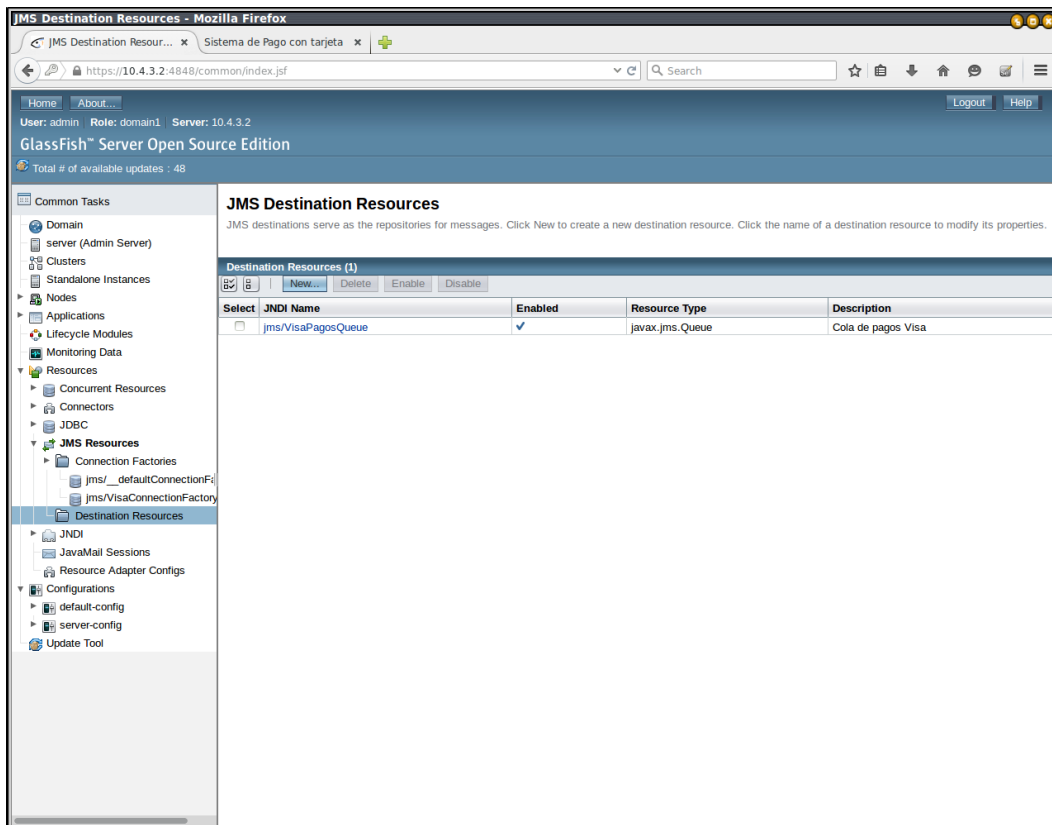 JMS Destination Resources - Mozilla Firefox
JMS Destination Resour... × Sistema de Pago con tarjeta ×
https://10.4.3.2:4848/common/index.jsf Search
Home About... Logout Help
User: admin Role: domain1 Server: 10.4.3.2
GlassFish™ Server Open Source Edition
Total # of available updates : 48
Common Tasks
Domain
server (Admin Server)
Clusters
Standalone Instances
Nodes
Applications
Lifecycle Modules
Monitoring Data
Resources
Concurrent Resources
Connectors
JDBC
JMS Resources
Connection Factories
jms/__defaultConnectionFa
jms/VisaConnectionFactory
Destination Resources
JNDI
JavaMail Sessions
Resource Adapter Configs
Configurations
default-config
server-config
Update Tool
JMS Destination Resources
JMS destinations serve as the repositories for messages. Click New to create a new destination resource. Click the name of a destination resource to modify its properties.
Destination Resources (1)
New... Delete Enable Disable
Select JNDI Name Enabled Resource Type Description
jms/VisaPagosQueue javax.jms.Queue Cola de pagos Visa